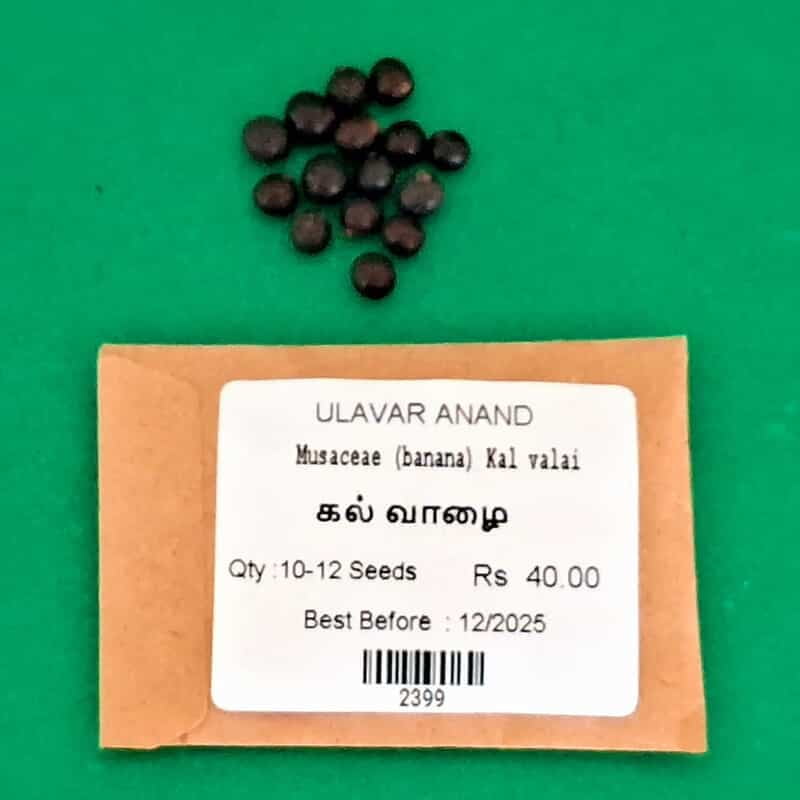 ULAVAR ANAND
Musaceae (banana) Kal valai
கல் வாழை
Qty :10-12 Seeds Rs 40.00
Best Before : 12/2025
2399